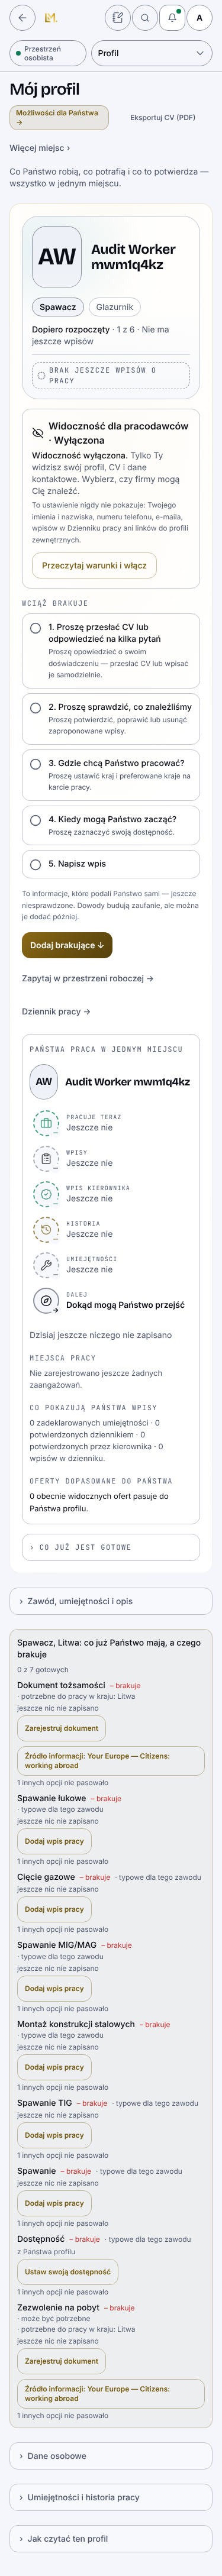 LM.
A
Przestrzeń
osobista
Profil
Mój profil
Możliwości dla Państwa
→
Eksportuj CV (PDF)
Więcej miejsc ›
Co Państwo robią, co potrafią i co to potwierdza —
wszystko w jednym miejscu.
AW
Audit Worker
mwm1q4kz
Spawacz
Glazurnik
Dopiero rozpoczęty · 1 z 6 · Nie ma
jeszcze wpisów
BRAK JESZCZE WPISÓW O
PRACY
Widoczność dla pracodawców
· Wyłączona
Widoczność wyłączona. Tylko Ty
widzisz swój profil, CV i dane
kontaktowe. Wybierz, czy firmy mogą
Cię znaleźć.
To ustawienie nigdy nie pokazuje: Twojego
imienia i nazwiska, numeru telefonu, e-maila,
wpisów w Dzienniku pracy ani linków do profili
zewnętrznych.
Przeczytaj warunki i włącz
WCIĄŻ BRAKUJE
1. Proszę przesłać CV lub
odpowiedzieć na kilka pytań
Proszę opowiedzieć o swoim
doświadczeniu — przesłać CV lub wpisać
je samodzielnie.
2. Proszę sprawdzić, co znaleźliśmy
Proszę potwierdzić, poprawić lub usunąć
zaproponowane wpisy.
3. Gdzie chcą Państwo pracować?
Proszę ustawić kraj i preferowane kraje na
karcie pracy.
4. Kiedy mogą Państwo zacząć?
Proszę zaznaczyć swoją dostępność.
5. Napisz wpis
To informacje, które podali Państwo sami — jeszcze
niesprawdzone. Dowody budują zaufanie, ale można
je dodać później.
Dodaj brakujące ↓
Zapytaj w przestrzeni roboczej →
Dziennik pracy →
PAŃSTWA PRACA W JEDNYM MIEJSCU
AW
Audit Worker mwm1q4kz
PRACUJE TERAZ
Jeszcze nie
WPISY
Jeszcze nie
WPIS KIEROWNIKA
Jeszcze nie
HISTORIA
Jeszcze nie
UMIEJĘTNOŚCI
Jeszcze nie
DALEJ
Dokąd mogą Państwo przejść
Dzisiaj jeszcze niczego nie zapisano
MIEJSCA PRACY
Nie zarejestrowano jeszcze żadnych
zaangażowań.
CO POKAZUJĄ PAŃSTWA WPISY
0 zadeklarowanych umiejętności · 0
potwierdzonych dziennikiem · 0
potwierdzonych przez kierownika · 0
wpisów w dzienniku.
OFERTY DOPASOWANE DO PAŃSTWA
0 obecnie widocznych ofert pasuje do
Państwa profilu.
› CO JUŻ JEST GOTOWE
› Zawód, umiejętności i opis
Spawacz, Litwa: co już Państwo mają, a czego
brakuje
0 z 7 gotowych
Dokument tożsamości – brakuje
· potrzebne do pracy w kraju: Litwa
jeszcze nic nie zapisano
Zarejestruj dokument
Źródło informacji: Your Europe — Citizens:
working abroad
1 innych opcji nie pasowało
Spawanie łukowe – brakuje
· typowe dla tego zawodu
jeszcze nic nie zapisano
Dodaj wpis pracy
1 innych opcji nie pasowało
Cięcie gazowe – brakuje · typowe dla tego zawodu
jeszcze nic nie zapisano
Dodaj wpis pracy
1 innych opcji nie pasowało
Spawanie MIG/MAG – brakuje
· typowe dla tego zawodu
jeszcze nic nie zapisano
Dodaj wpis pracy
1 innych opcji nie pasowało
Montaż konstrukcji stalowych – brakuje
· typowe dla tego zawodu
jeszcze nic nie zapisano
Dodaj wpis pracy
1 innych opcji nie pasowało
Spawanie TIG – brakuje · typowe dla tego zawodu
jeszcze nic nie zapisano
Dodaj wpis pracy
1 innych opcji nie pasowało
Spawanie – brakuje · typowe dla tego zawodu
jeszcze nic nie zapisano
Dodaj wpis pracy
1 innych opcji nie pasowało
Dostępność – brakuje · typowe dla tego zawodu
z Państwa profilu
Ustaw swoją dostępność
1 innych opcji nie pasowało
Zezwolenie na pobyt – brakuje
· może być potrzebne
· potrzebne do pracy w kraju: Litwa
jeszcze nic nie zapisano
Zarejestruj dokument
Źródło informacji: Your Europe — Citizens:
working abroad
1 innych opcji nie pasowało
› Dane osobowe
› Umiejętności i historia pracy
› Jak czytać ten profil